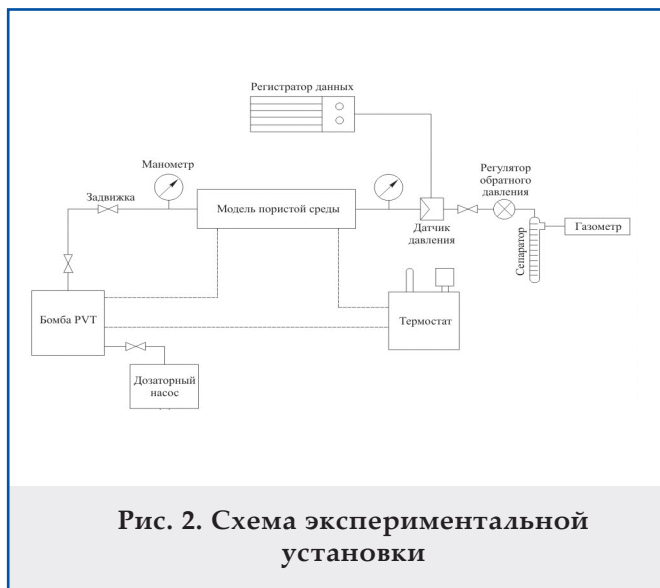 Регистратор данных
Манометр
Задвижка
Модель пористой среды
Регулятор
обратного
давления
Датчик
давления
Сепаратор
Газометр
Бомба PVT
Термостат
Дозаторный
насос
Рис. 2. Схема экспериментальной
установки